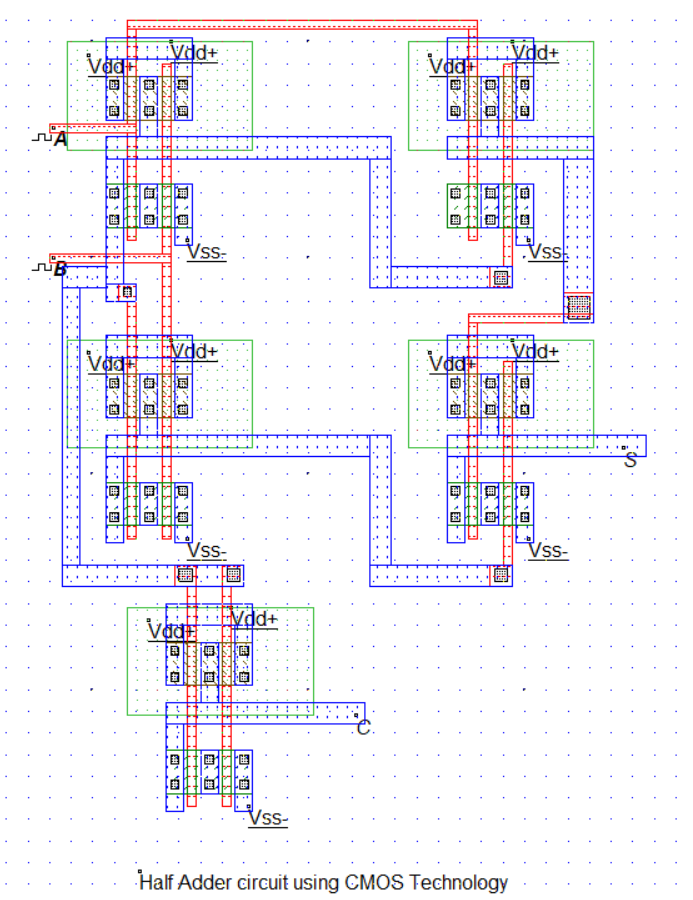 Vdd+
Vdd+
Vdd+
Vdd+
A
Vss-
Vss-
B
Vdd+
Vdd+
Vdd+
Vdd+
S
Vss-
Vss-
Vdd+
Vdd+
C
Vss-
Half Adder circuit using CMOS Technology